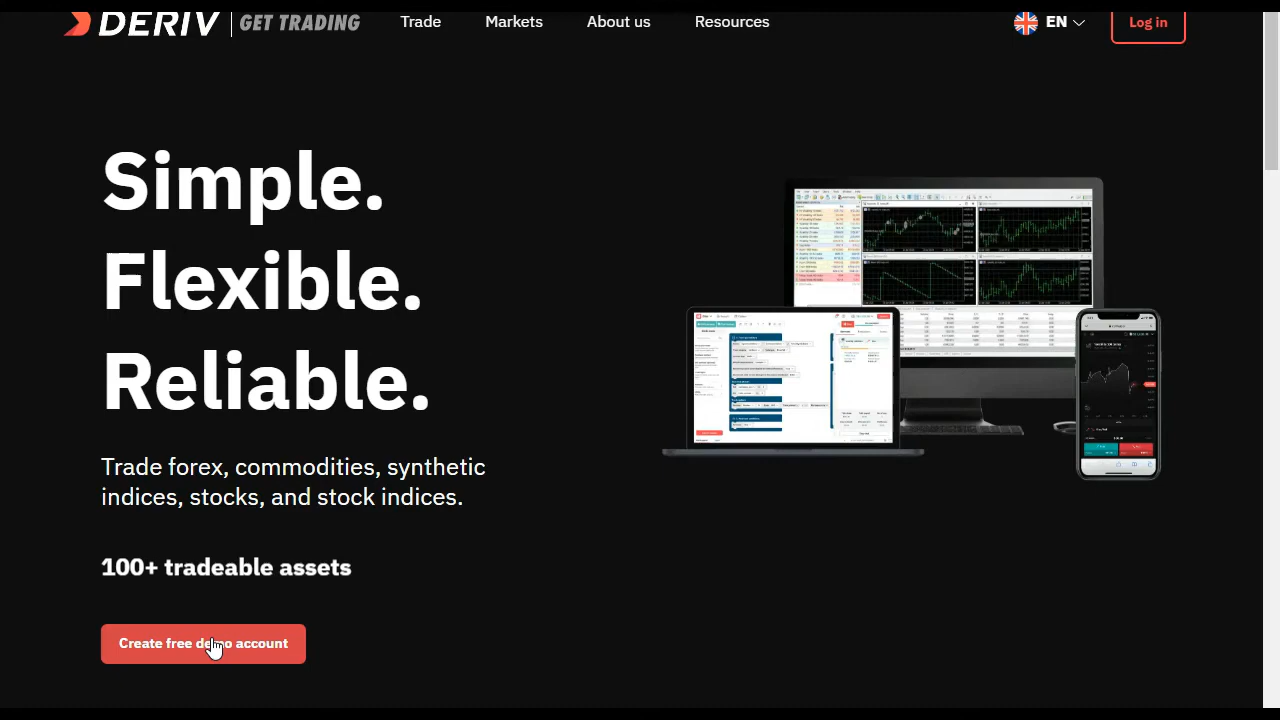 DERIV GET TRADING Trade Markets About us Resources EN Log in
Simple.
Flexible.
Reliable.
Trade forex, commodities, synthetic
indices, stocks, and stock indices.
100+ tradeable assets
Create free demo account